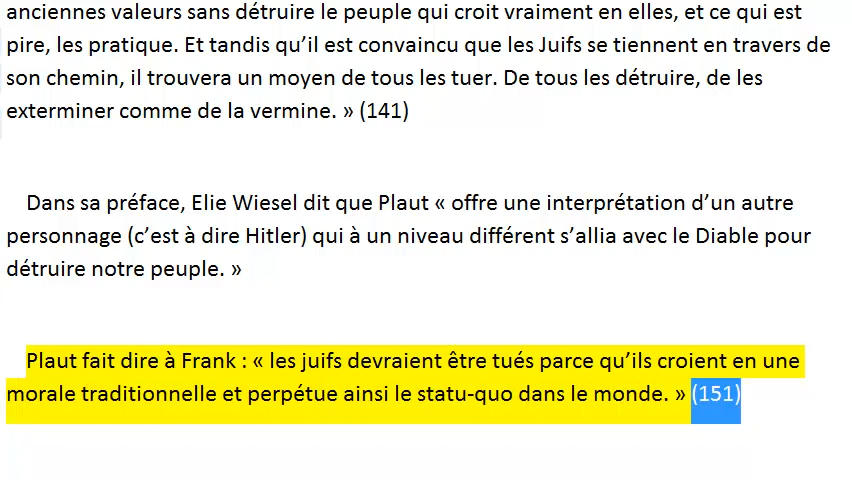 anciennes valeurs sans détruire le peuple qui croit vraiment en elles, et ce qui est
pire, les pratique. Et tandis qu’il est convaincu que les Juifs se tiennent en travers de
son chemin, il trouvera un moyen de tous les tuer. De tous les détruire, de les
exterminer comme de la vermine. » (141)
Dans sa préface, Elie Wiesel dit que Plaut « offre une interprétation d’un autre
personnage (c’est à dire Hitler) qui à un niveau différent s’allia avec le Diable pour
détruire notre peuple. »
Plaut fait dire à Frank : « les juifs devraient être tués parce qu’ils croient en une
morale traditionnelle et perpétue ainsi le statu-quo dans le monde. » (151)